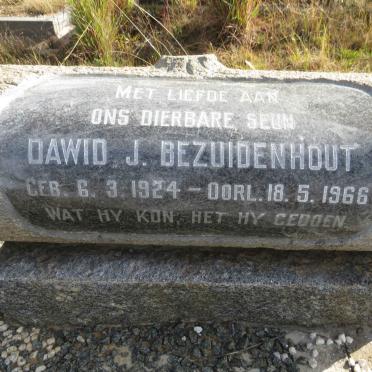 MET LIEFDE AAN
ONS DIERBARE SEUN
DAWID J. BEZUIDENHOUT
GEB. 6. 3. 1924 - OORL. 18. 5. 1966
WAT HY KON, HET HY GEDOEN.